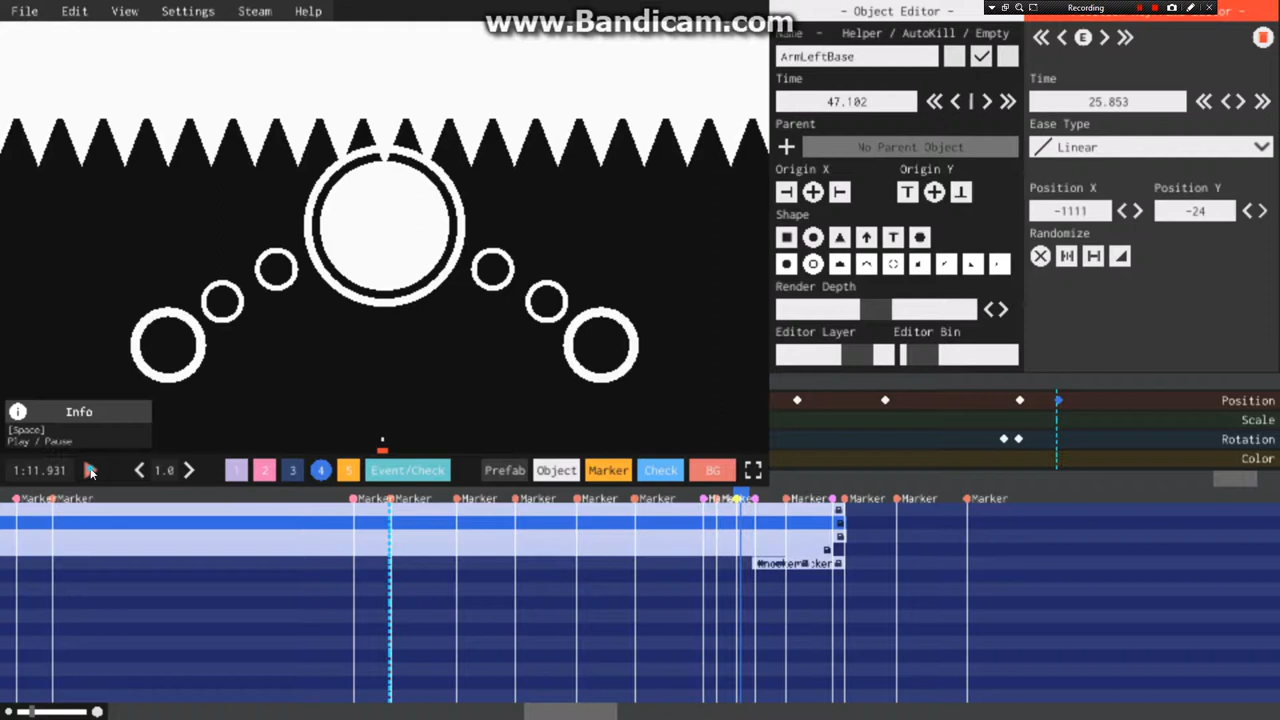 File Edit View Settings Steam Help
www.Bandicam.com
- Object Editor -
Recording
Name - Helper / AutoKill / Empty
ArmLeftBase
Time
47.102
Parent
No Parent Object
Origin X Origin Y
Shape
Render Depth
Editor Layer Editor Bin
E
Time
25.853
Ease Type
Linear
Position X Position Y
-1111 -24
Randomize
Position
Scale
Rotation
Color
Info
[Space]
Play / Pause
1:11.931 1.0 1 2 3 4 5 Event/Check Prefab Object Marker Check BG
Marker Marker Marker Marker Marker Marker Marker Marker Marker Marker Marker